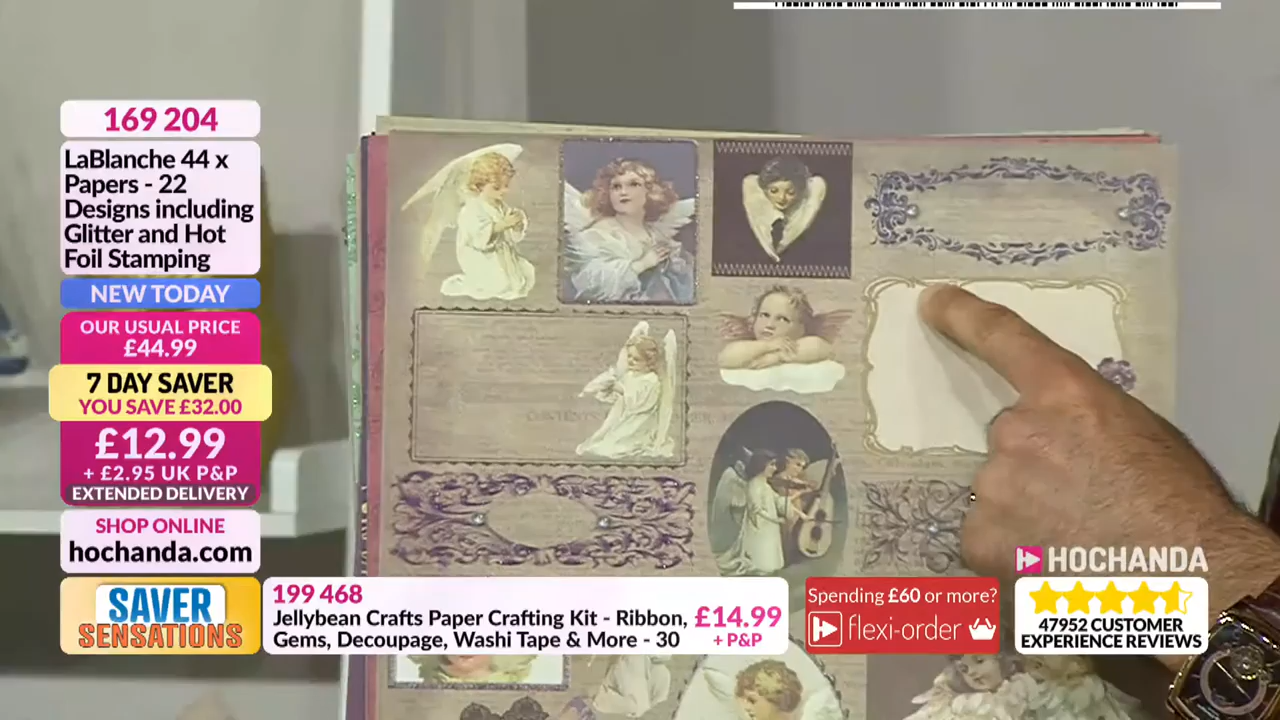 169 204
LaBlanche 44 x
Papers - 22
Designs including
Glitter and Hot
Foil Stamping
NEW TODAY
OUR USUAL PRICE
£44.99
7 DAY SAVER
YOU SAVE £32.00
£12.99
+ £2.95 UK P&P
EXTENDED DELIVERY
SHOP ONLINE
hochanda.com
SAVER
SENSATIONS
199 468
Jellybean Crafts Paper Crafting Kit - Ribbon,
Gems, Decoupage, Washi Tape & More - 30
£14.99
+ P&P
Spending £60 or more?
flexi-order
HOCHANDA
47952 CUSTOMER
EXPERIENCE REVIEWS